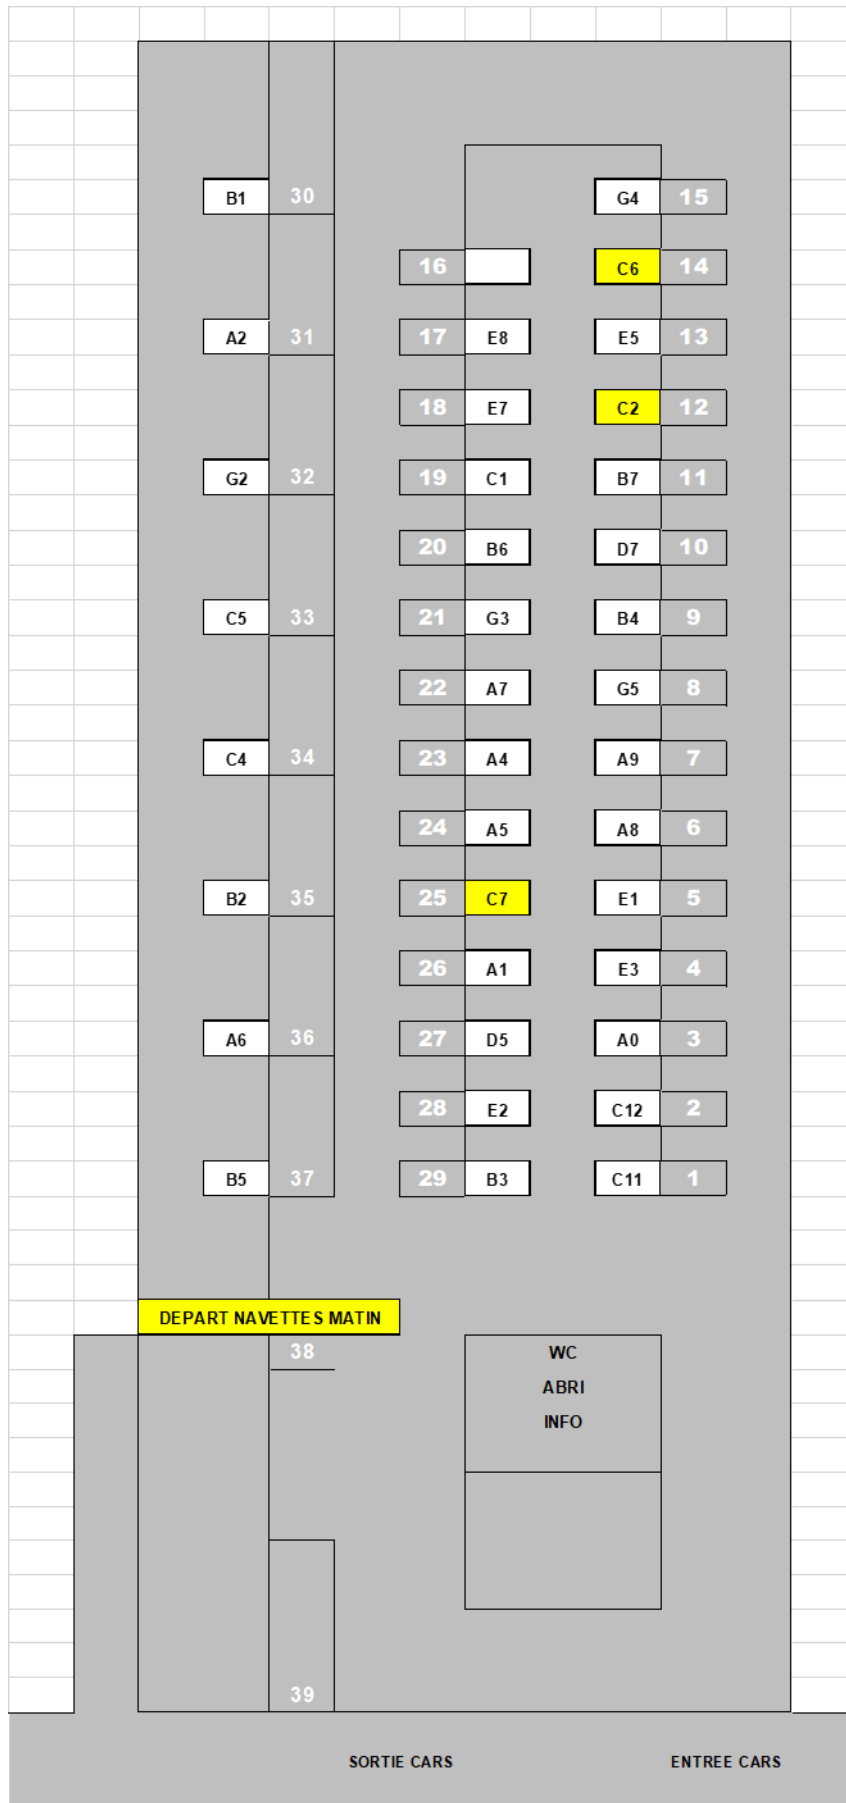 B1 30 G4 15
16 C6 14
A2 31 17 E8 E5 13
18 E7 C2 12
G2 32 19 C1 B7 11
20 B6 D7 10
C5 33 21 G3 B4 9
22 A7 G5 8
C4 34 23 A4 A9 7
24 A5 A8 6
B2 35 25 C7 E1 5
26 A1 E3 4
A6 36 27 D5 A0 3
28 E2 C12 2
B5 37 29 B3 C11 1
DEPART NAVETTES MATIN
38 WC
ABRI
INFO
39
SORTIE CARS ENTREE CARS